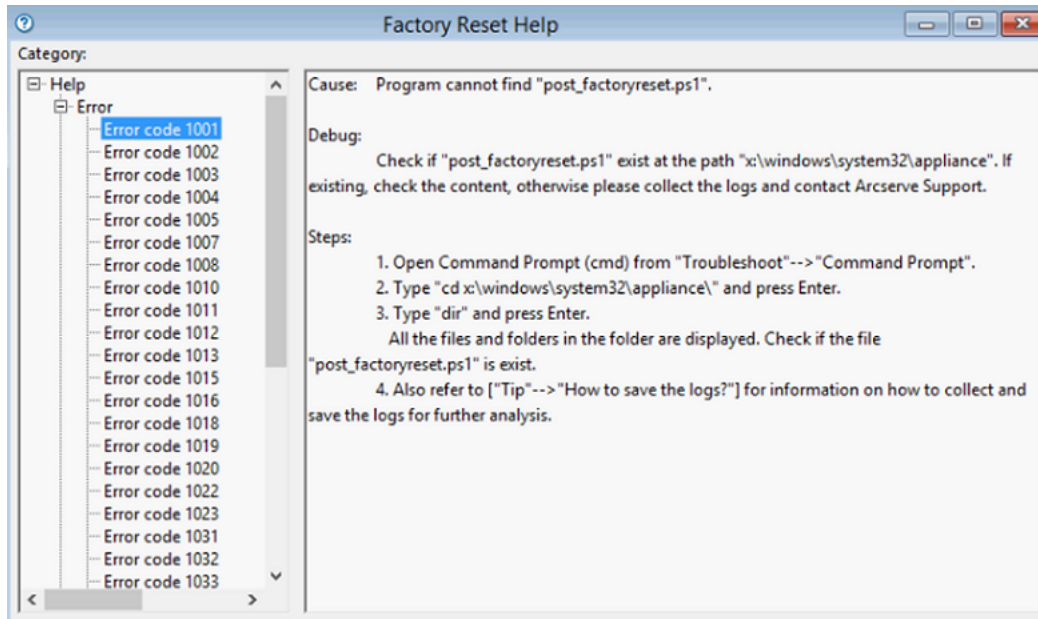 Factory Reset Help
Category:
Help
Error
Error code 1001
Error code 1002
Error code 1003
Error code 1004
Error code 1005
Error code 1007
Error code 1008
Error code 1010
Error code 1011
Error code 1012
Error code 1013
Error code 1015
Error code 1016
Error code 1018
Error code 1019
Error code 1020
Error code 1022
Error code 1023
Error code 1031
Error code 1032
Error code 1033
Cause: Program cannot find "post_factoryreset.ps1".
Debug:
Check if "post_factoryreset.ps1" exist at the path "x:\windows\system32\appliance". If
existing, check the content, otherwise please collect the logs and contact Arcserve Support.
Steps:
1. Open Command Prompt (cmd) from "Troubleshoot"-->"Command Prompt".
2. Type "cd x:\windows\system32\appliance\" and press Enter.
3. Type "dir" and press Enter.
All the files and folders in the folder are displayed. Check if the file
"post_factoryreset.ps1" is exist.
4. Also refer to ["Tip"-->"How to save the logs?"] for information on how to collect and
save the logs for further analysis.